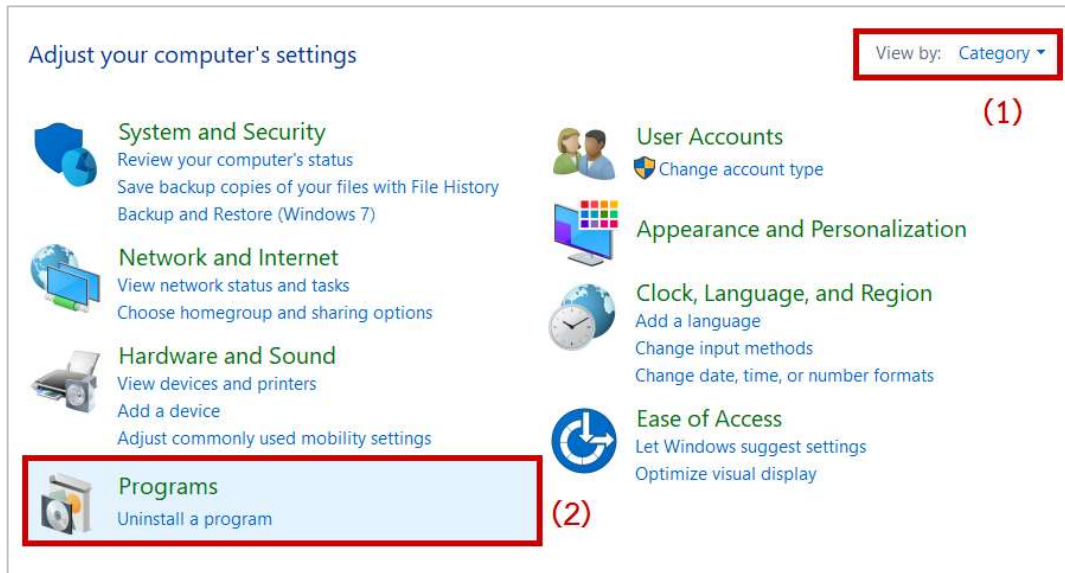 Adjust your computer's settings
View by: Category
(1)
System and Security
Review your computer's status
Save backup copies of your files with File History
Backup and Restore (Windows 7)
Network and Internet
View network status and tasks
Choose homegroup and sharing options
Hardware and Sound
View devices and printers
Add a device
Adjust commonly used mobility settings
Programs
Uninstall a program
(2)
User Accounts
Change account type
Appearance and Personalization
Clock, Language, and Region
Add a language
Change input methods
Change date, time, or number formats
Ease of Access
Let Windows suggest settings
Optimize visual display